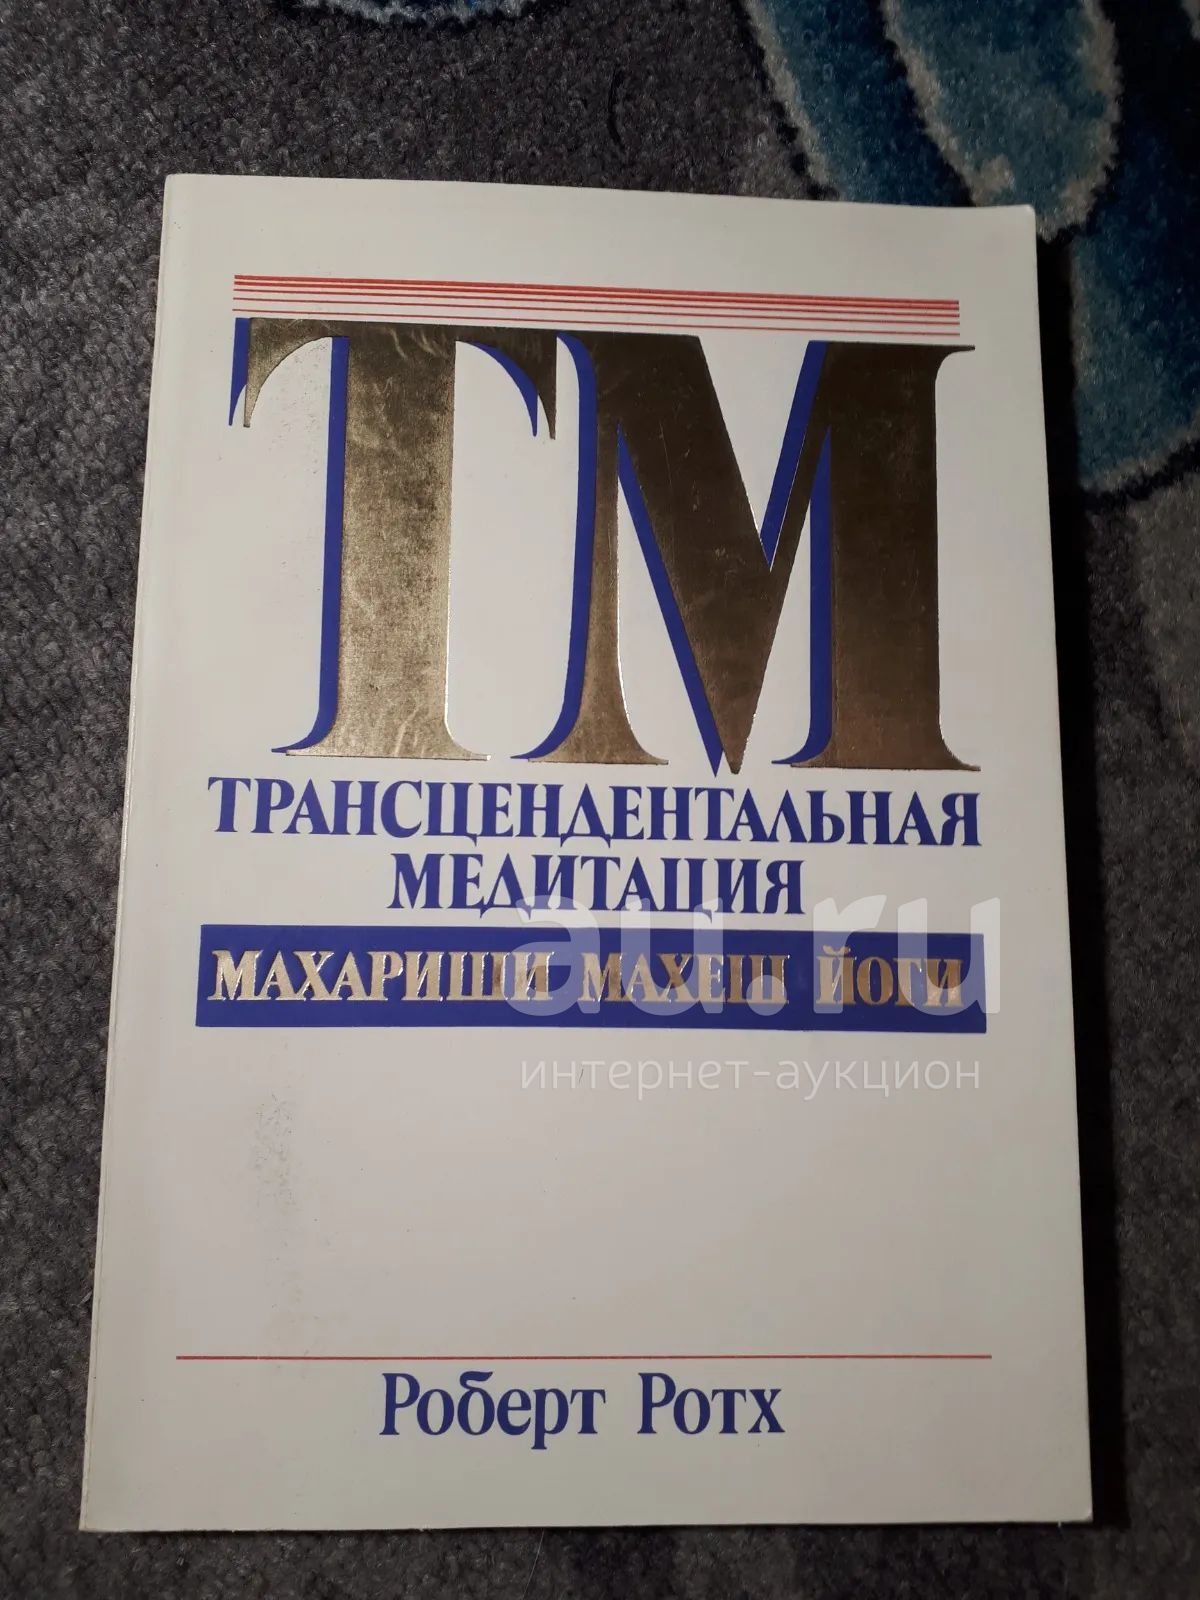 ТМ
ТРАНСЦЕНДЕНТАЛЬНАЯ
МЕДИТАЦИЯ
МАХАРИШИ МАХЕШ ЙОГИ
au.ru
интернет-аукцион
Роберт Ротх